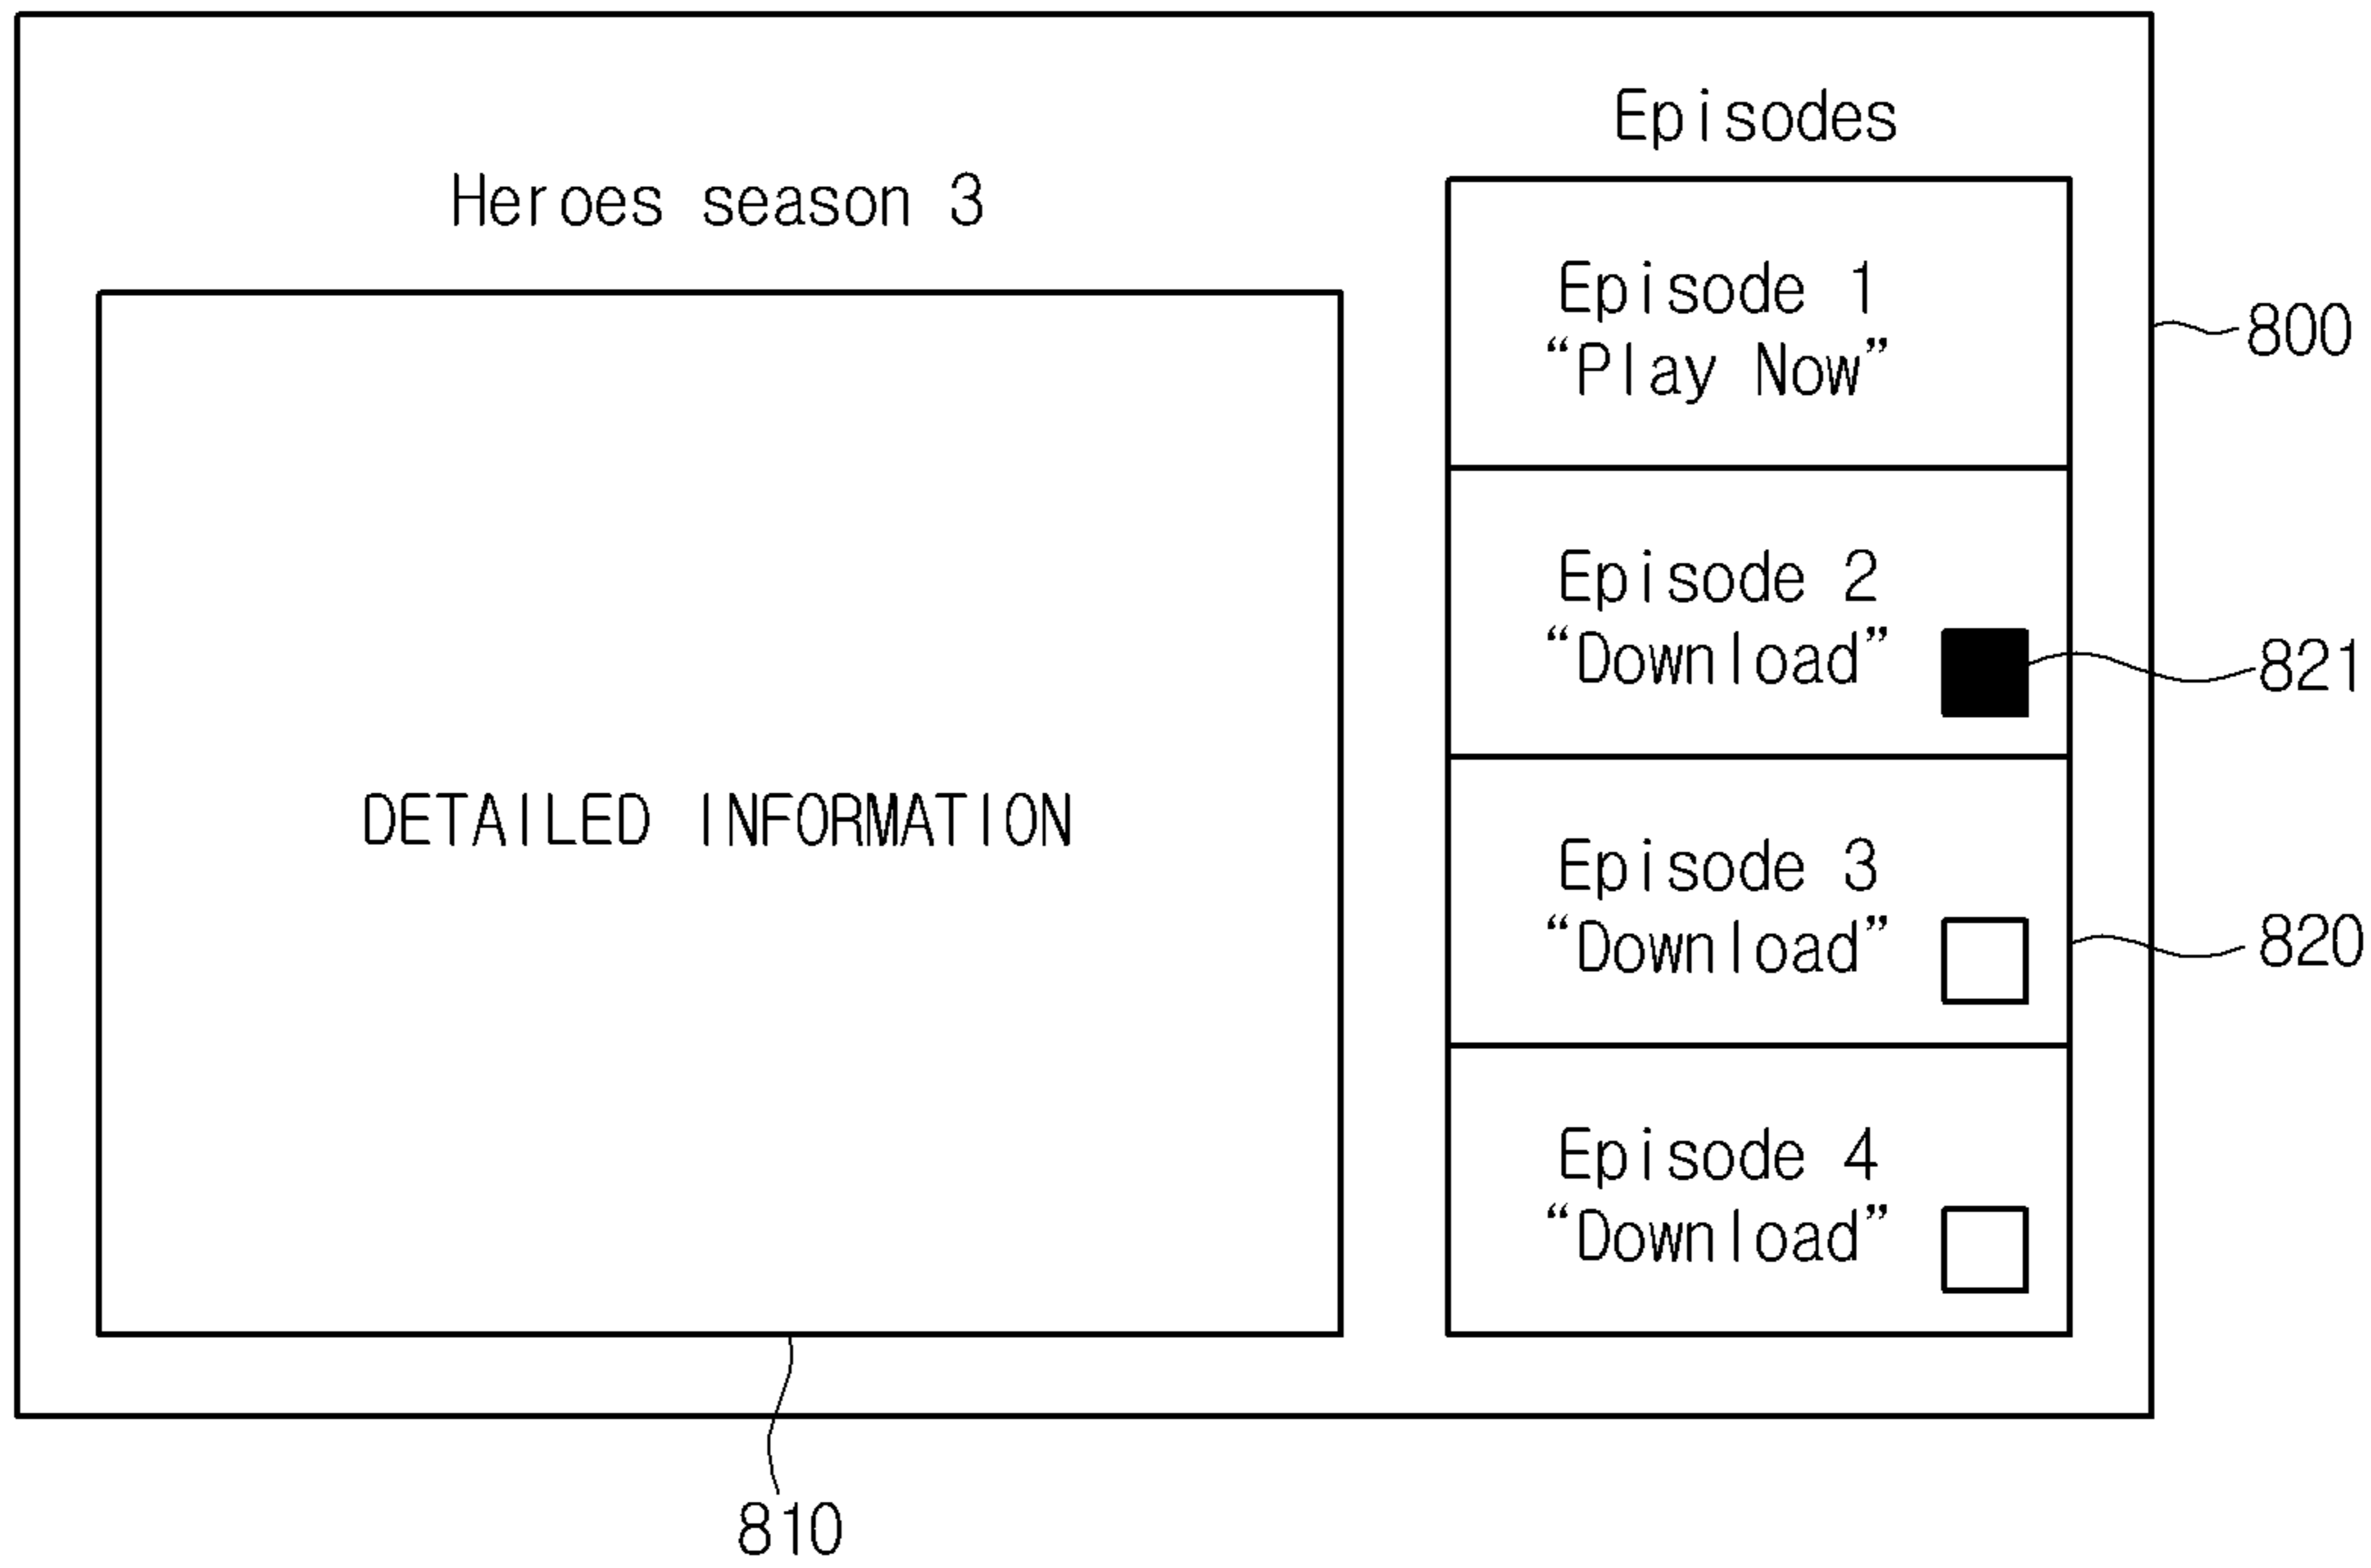 Heroes season 3
DETAILED INFORMATION
Episodes
Episode 1
“Play Now”
Episode 2
“Download”
Episode 3
“Download”
Episode 4
“Download”
800
821
820
810